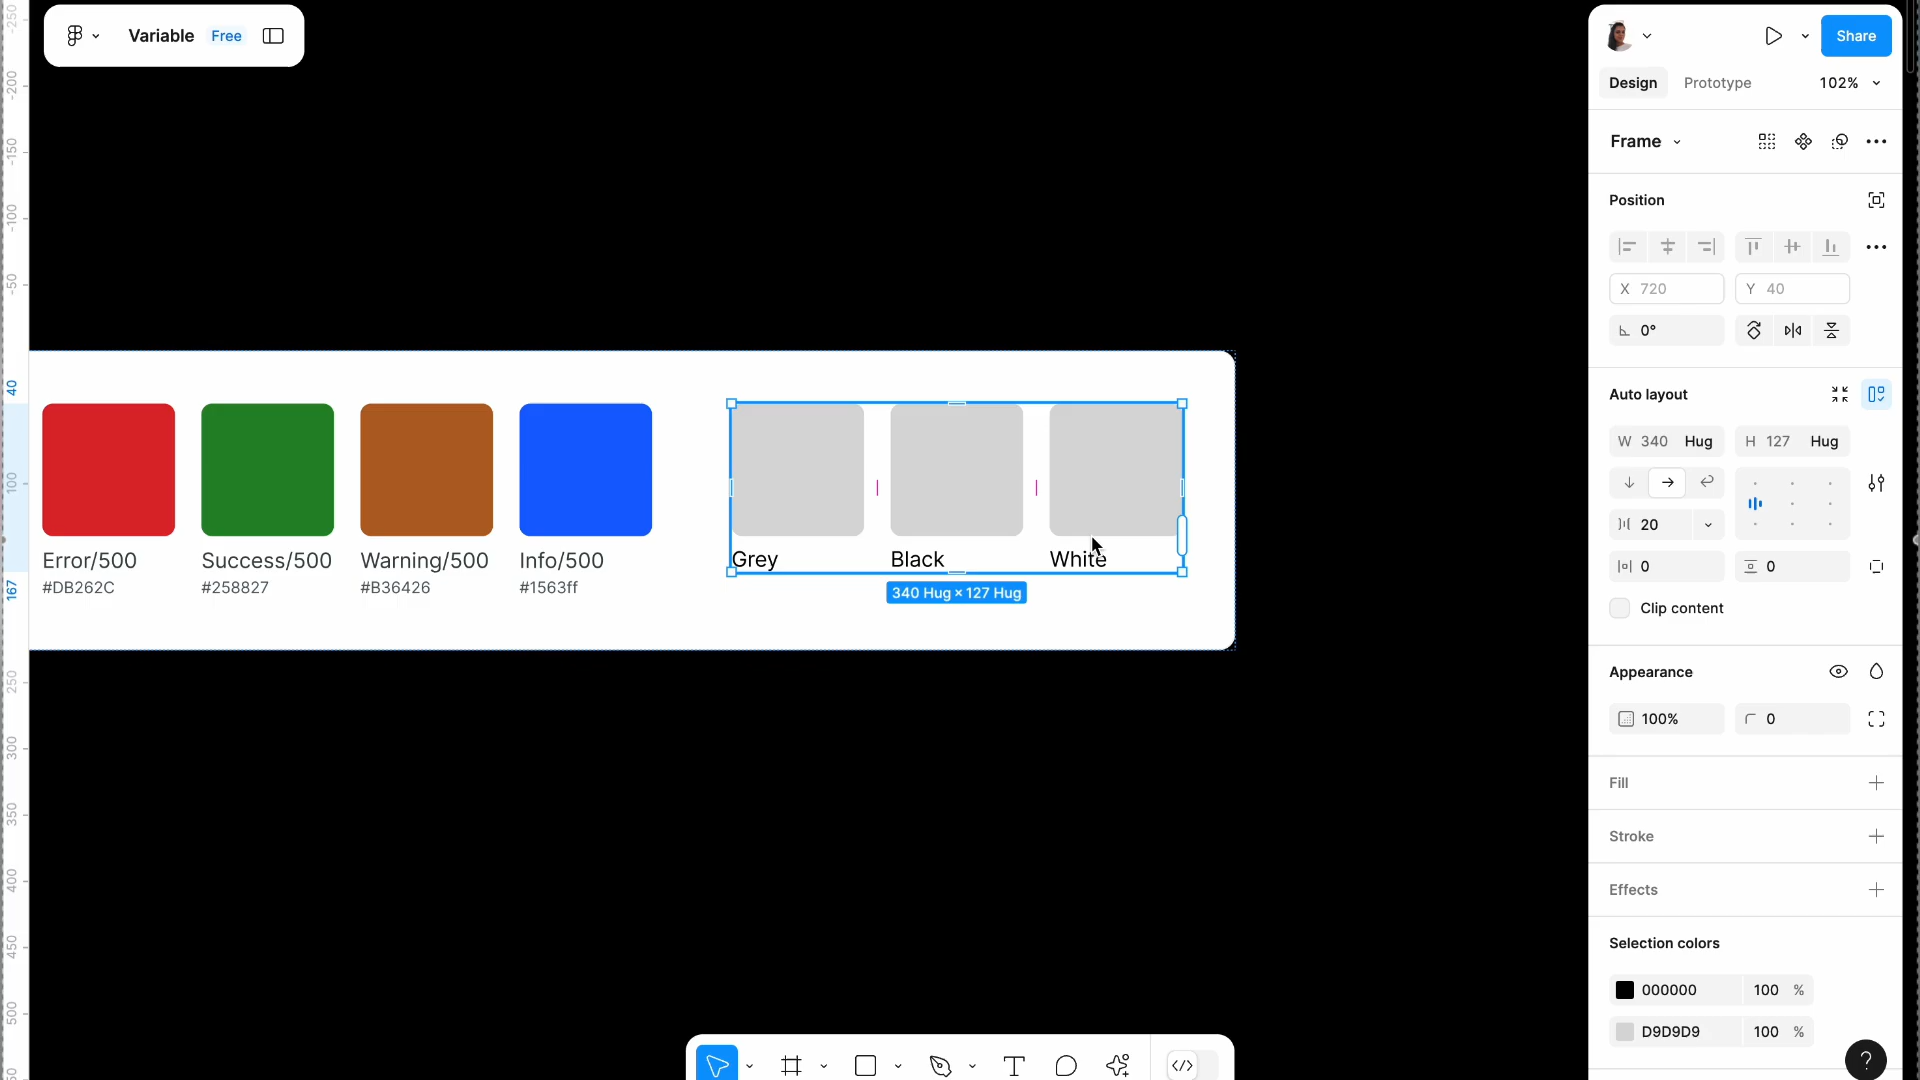 Variable Free
Share
Design Prototype 102%
Frame
Position
X 720 Y 40
0°
Auto layout
W 340 Hug H 127 Hug
20
0 0
Clip content
Appearance
100% 0
Fill
Stroke
Effects
Selection colors
000000 100 %
D9D9D9 100 %
?
-250
-200
-150
-100
-50
40
100
167
250
300
350
400
450
500
Error/500
#DB262C
Success/500
#258827
Warning/500
#B36426
Info/500
#1563ff
Grey
Black
White
340 Hug × 127 Hug